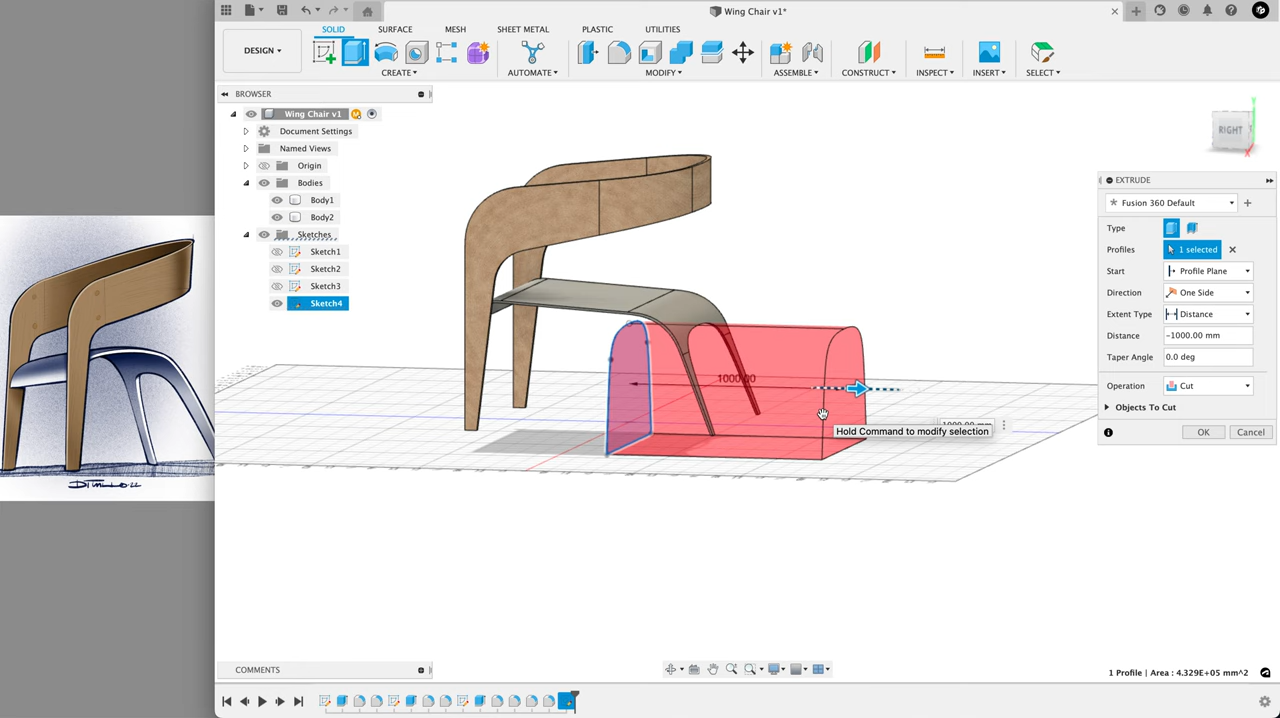 Wing Chair v1*
SOLID SURFACE MESH SHEET METAL PLASTIC UTILITIES
DESIGN
CREATE AUTOMATE MODIFY ASSEMBLE CONSTRUCT INSPECT INSERT SELECT
BROWSER
Wing Chair v1
Document Settings
Named Views
Origin
Bodies
Body1
Body2
Sketches
Sketch1
Sketch2
Sketch3
Sketch4
RIGHT
1000.00
Hold Command to modify selection
EXTRUDE
Fusion 360 Default
Type
Profiles 1 selected
Start Profile Plane
Direction One Side
Extent Type Distance
Distance -1000.00 mm
Taper Angle 0.0 deg
Operation Cut
Objects To Cut
OK Cancel
COMMENTS
1 Profile | Area : 4.329E+05 mm^2